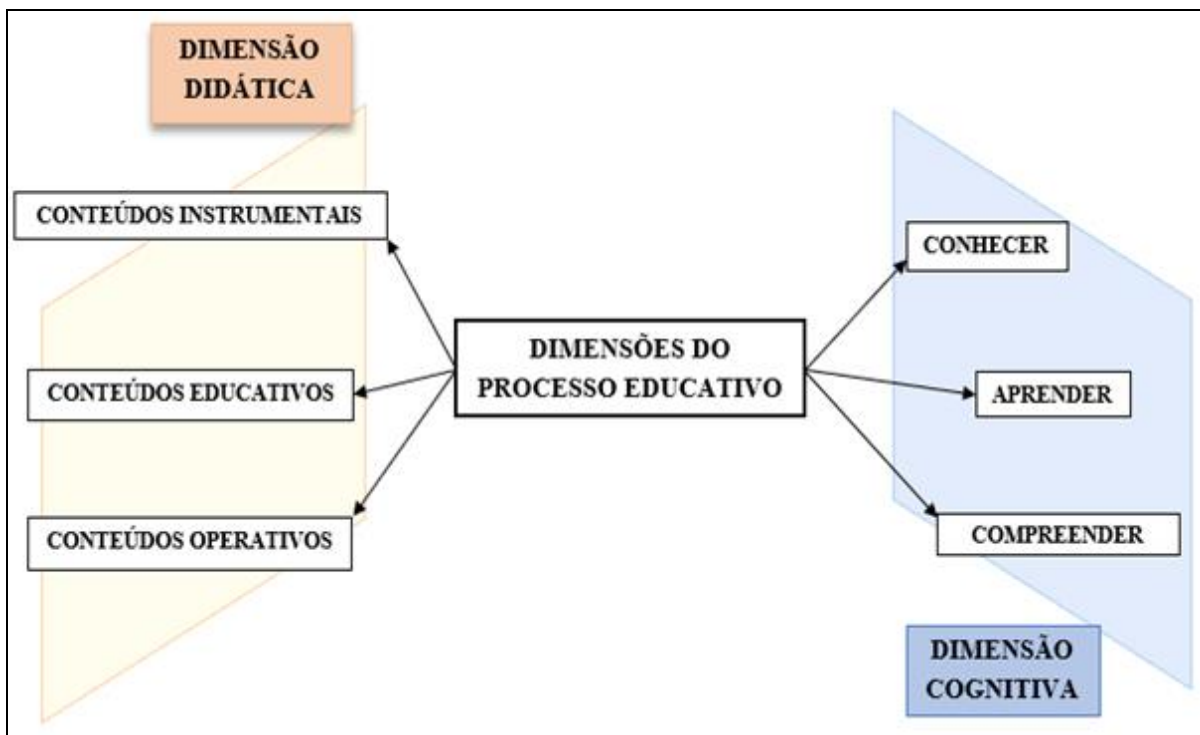 DIMENSÃO
DIDÁTICA
CONTEÚDOS INSTRUMENTAIS
CONTEÚDOS EDUCATIVOS
CONTEÚDOS OPERATIVOS
DIMENSÕES DO
PROCESSO EDUCATIVO
CONHECER
APRENDER
COMPREENDER
DIMENSÃO
COGNITIVA